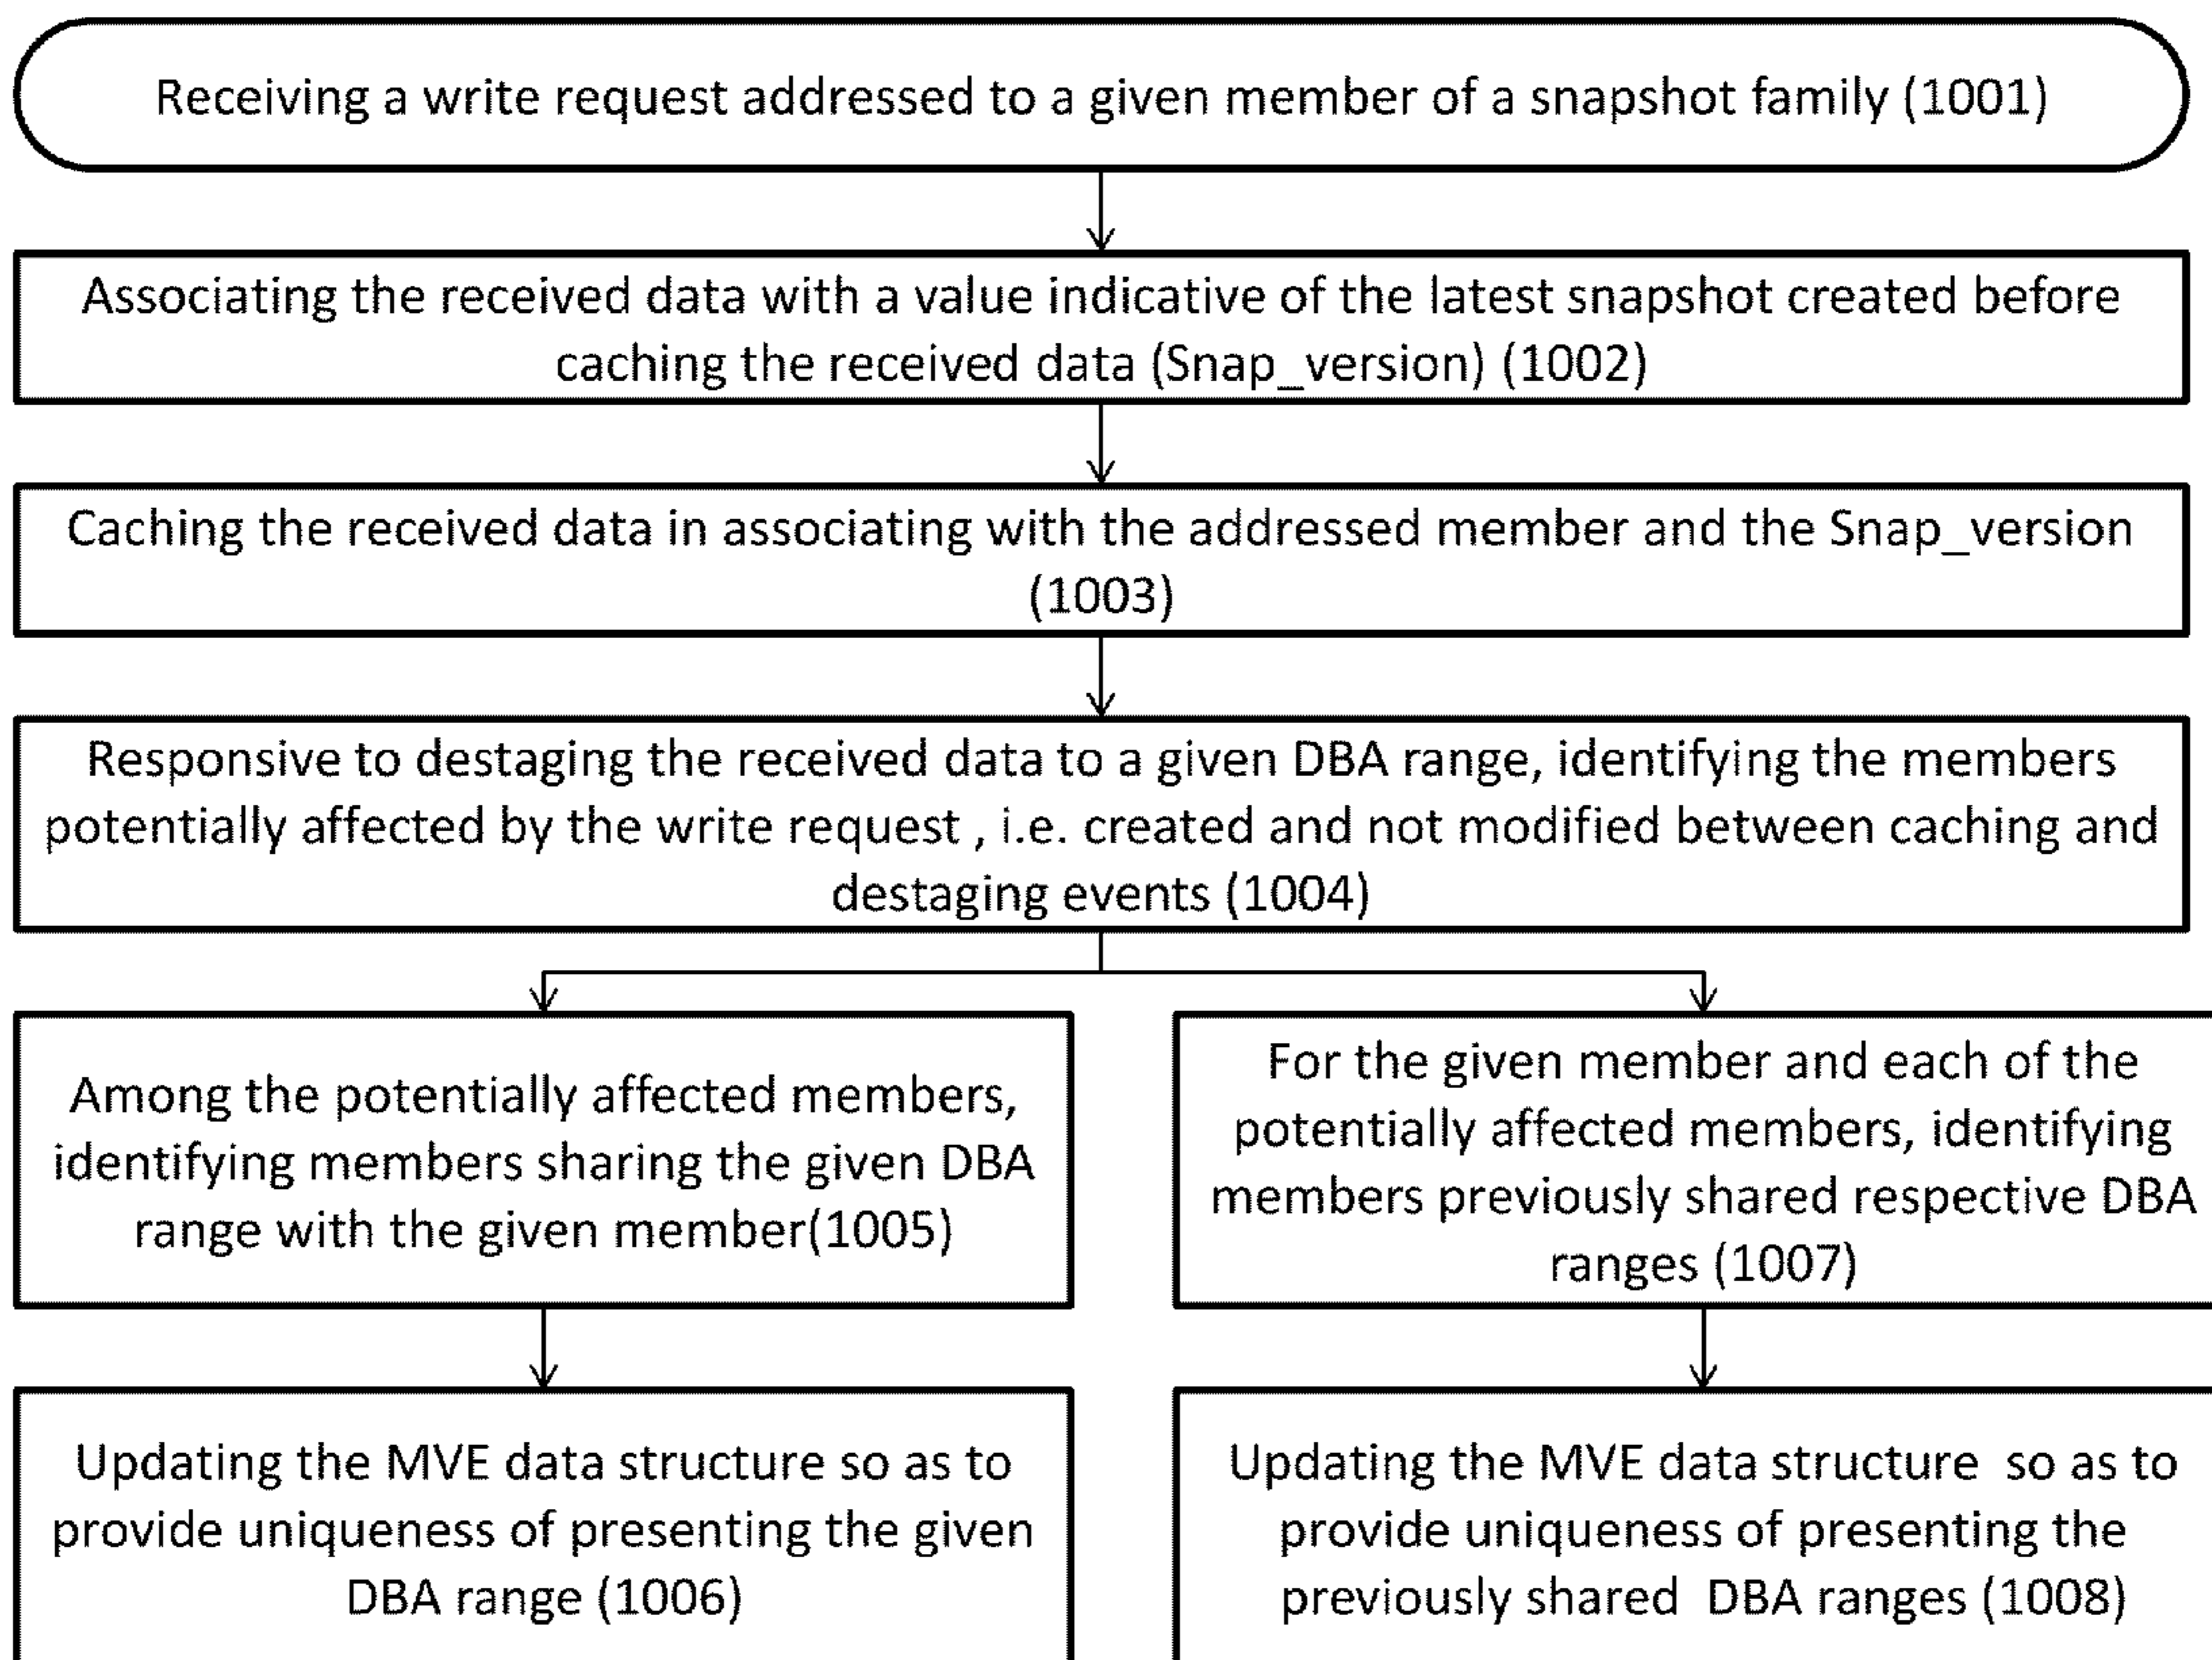 Receiving a write request addressed to a given member of a snapshot family (1001)
Associating the received data with a value indicative of the latest snapshot created before
caching the received data (Snap_version) (1002)
Caching the received data in associating with the addressed member and the Snap_version
(1003)
Responsive to destaging the received data to a given DBA range, identifying the members
potentially affected by the write request , i.e. created and not modified between caching and
destaging events (1004)
Among the potentially affected members,
identifying members sharing the given DBA
range with the given member(1005)
For the given member and each of the
potentially affected members, identifying
members previously shared respective DBA
ranges (1007)
Updating the MVE data structure so as to
provide uniqueness of presenting the given
DBA range (1006)
Updating the MVE data structure  so as to
provide uniqueness of presenting the
previously shared  DBA ranges (1008)